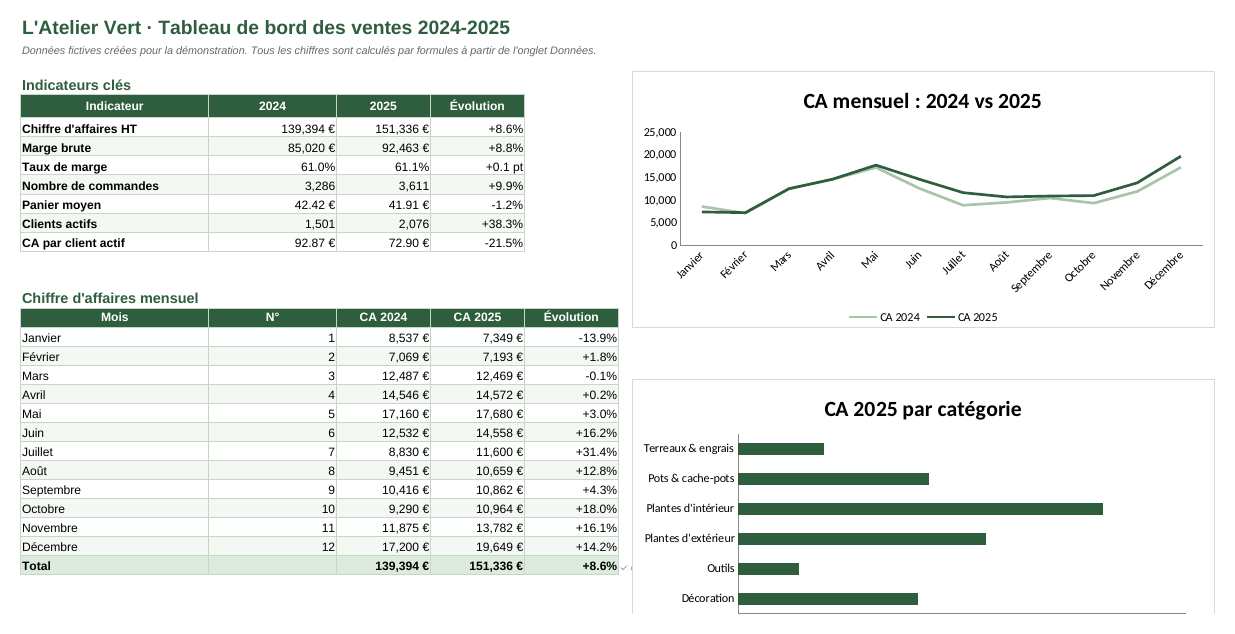 L'Atelier Vert · Tableau de bord des ventes 2024-2025
Données fictives créées pour la démonstration. Tous les chiffres sont calculés par formules à partir de l'onglet Données.
Indicateurs clés
Indicateur 2024 2025 Évolution
Chiffre d'affaires HT 139,394 € 151,336 € +8.6%
Marge brute 85,020 € 92,463 € +8.8%
Taux de marge 61.0% 61.1% +0.1 pt
Nombre de commandes 3,286 3,611 +9.9%
Panier moyen 42.42 € 41.91 € -1.2%
Clients actifs 1,501 2,076 +38.3%
CA par client actif 92.87 € 72.90 € -21.5%
Chiffre d'affaires mensuel
Mois N° CA 2024 CA 2025 Évolution
Janvier 1 8,537 € 7,349 € -13.9%
Février 2 7,069 € 7,193 € +1.8%
Mars 3 12,487 € 12,469 € -0.1%
Avril 4 14,546 € 14,572 € +0.2%
Mai 5 17,160 € 17,680 € +3.0%
Juin 6 12,532 € 14,558 € +16.2%
Juillet 7 8,830 € 11,600 € +31.4%
Août 8 9,451 € 10,659 € +12.8%
Septembre 9 10,416 € 10,862 € +4.3%
Octobre 10 9,290 € 10,964 € +18.0%
Novembre 11 11,875 € 13,782 € +16.1%
Décembre 12 17,200 € 19,649 € +14.2%
Total 139,394 € 151,336 € +8.6%
CA mensuel : 2024 vs 2025
25,000
20,000
15,000
10,000
5,000
0
Janvier Février Mars Avril Mai Juin Juillet Août Septembre Octobre Novembre Décembre
CA 2024 CA 2025
CA 2025 par catégorie
Terreaux & engrais
Pots & cache-pots
Plantes d'intérieur
Plantes d'extérieur
Outils
Décoration